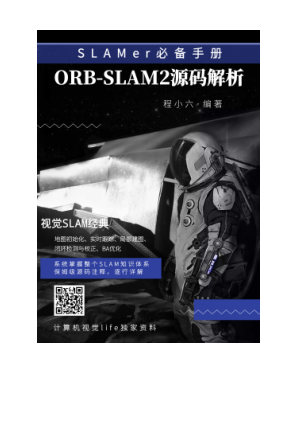 SLAMer必备手册
ORB-SLAM2源码解析
程小六·编著
视觉SLAM经典
地图初始化、实时跟踪、局部建图、
闭环检测与矫正、BA优化
系统掌握整个SLAM知识体系
保姆级源码注释，逐行详解
计算机视觉life独家资料